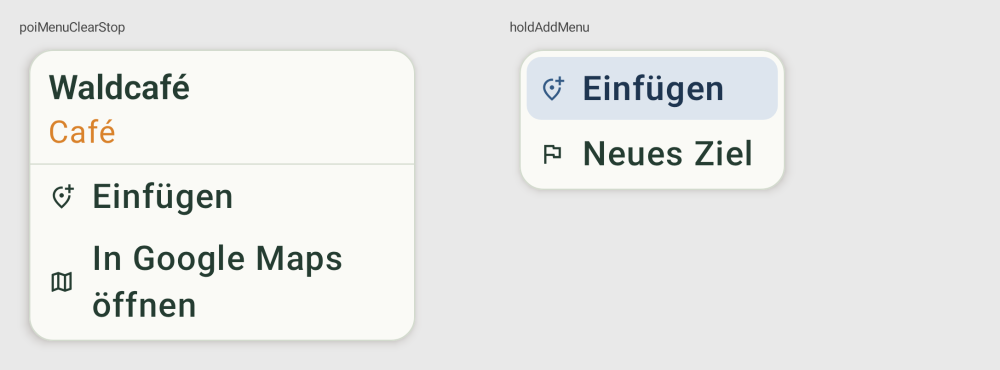 poiMenuClearStop
Waldcafé
Café
Einfügen
In Google Maps
öffnen
holdAddMenu
Einfügen
Neues Ziel